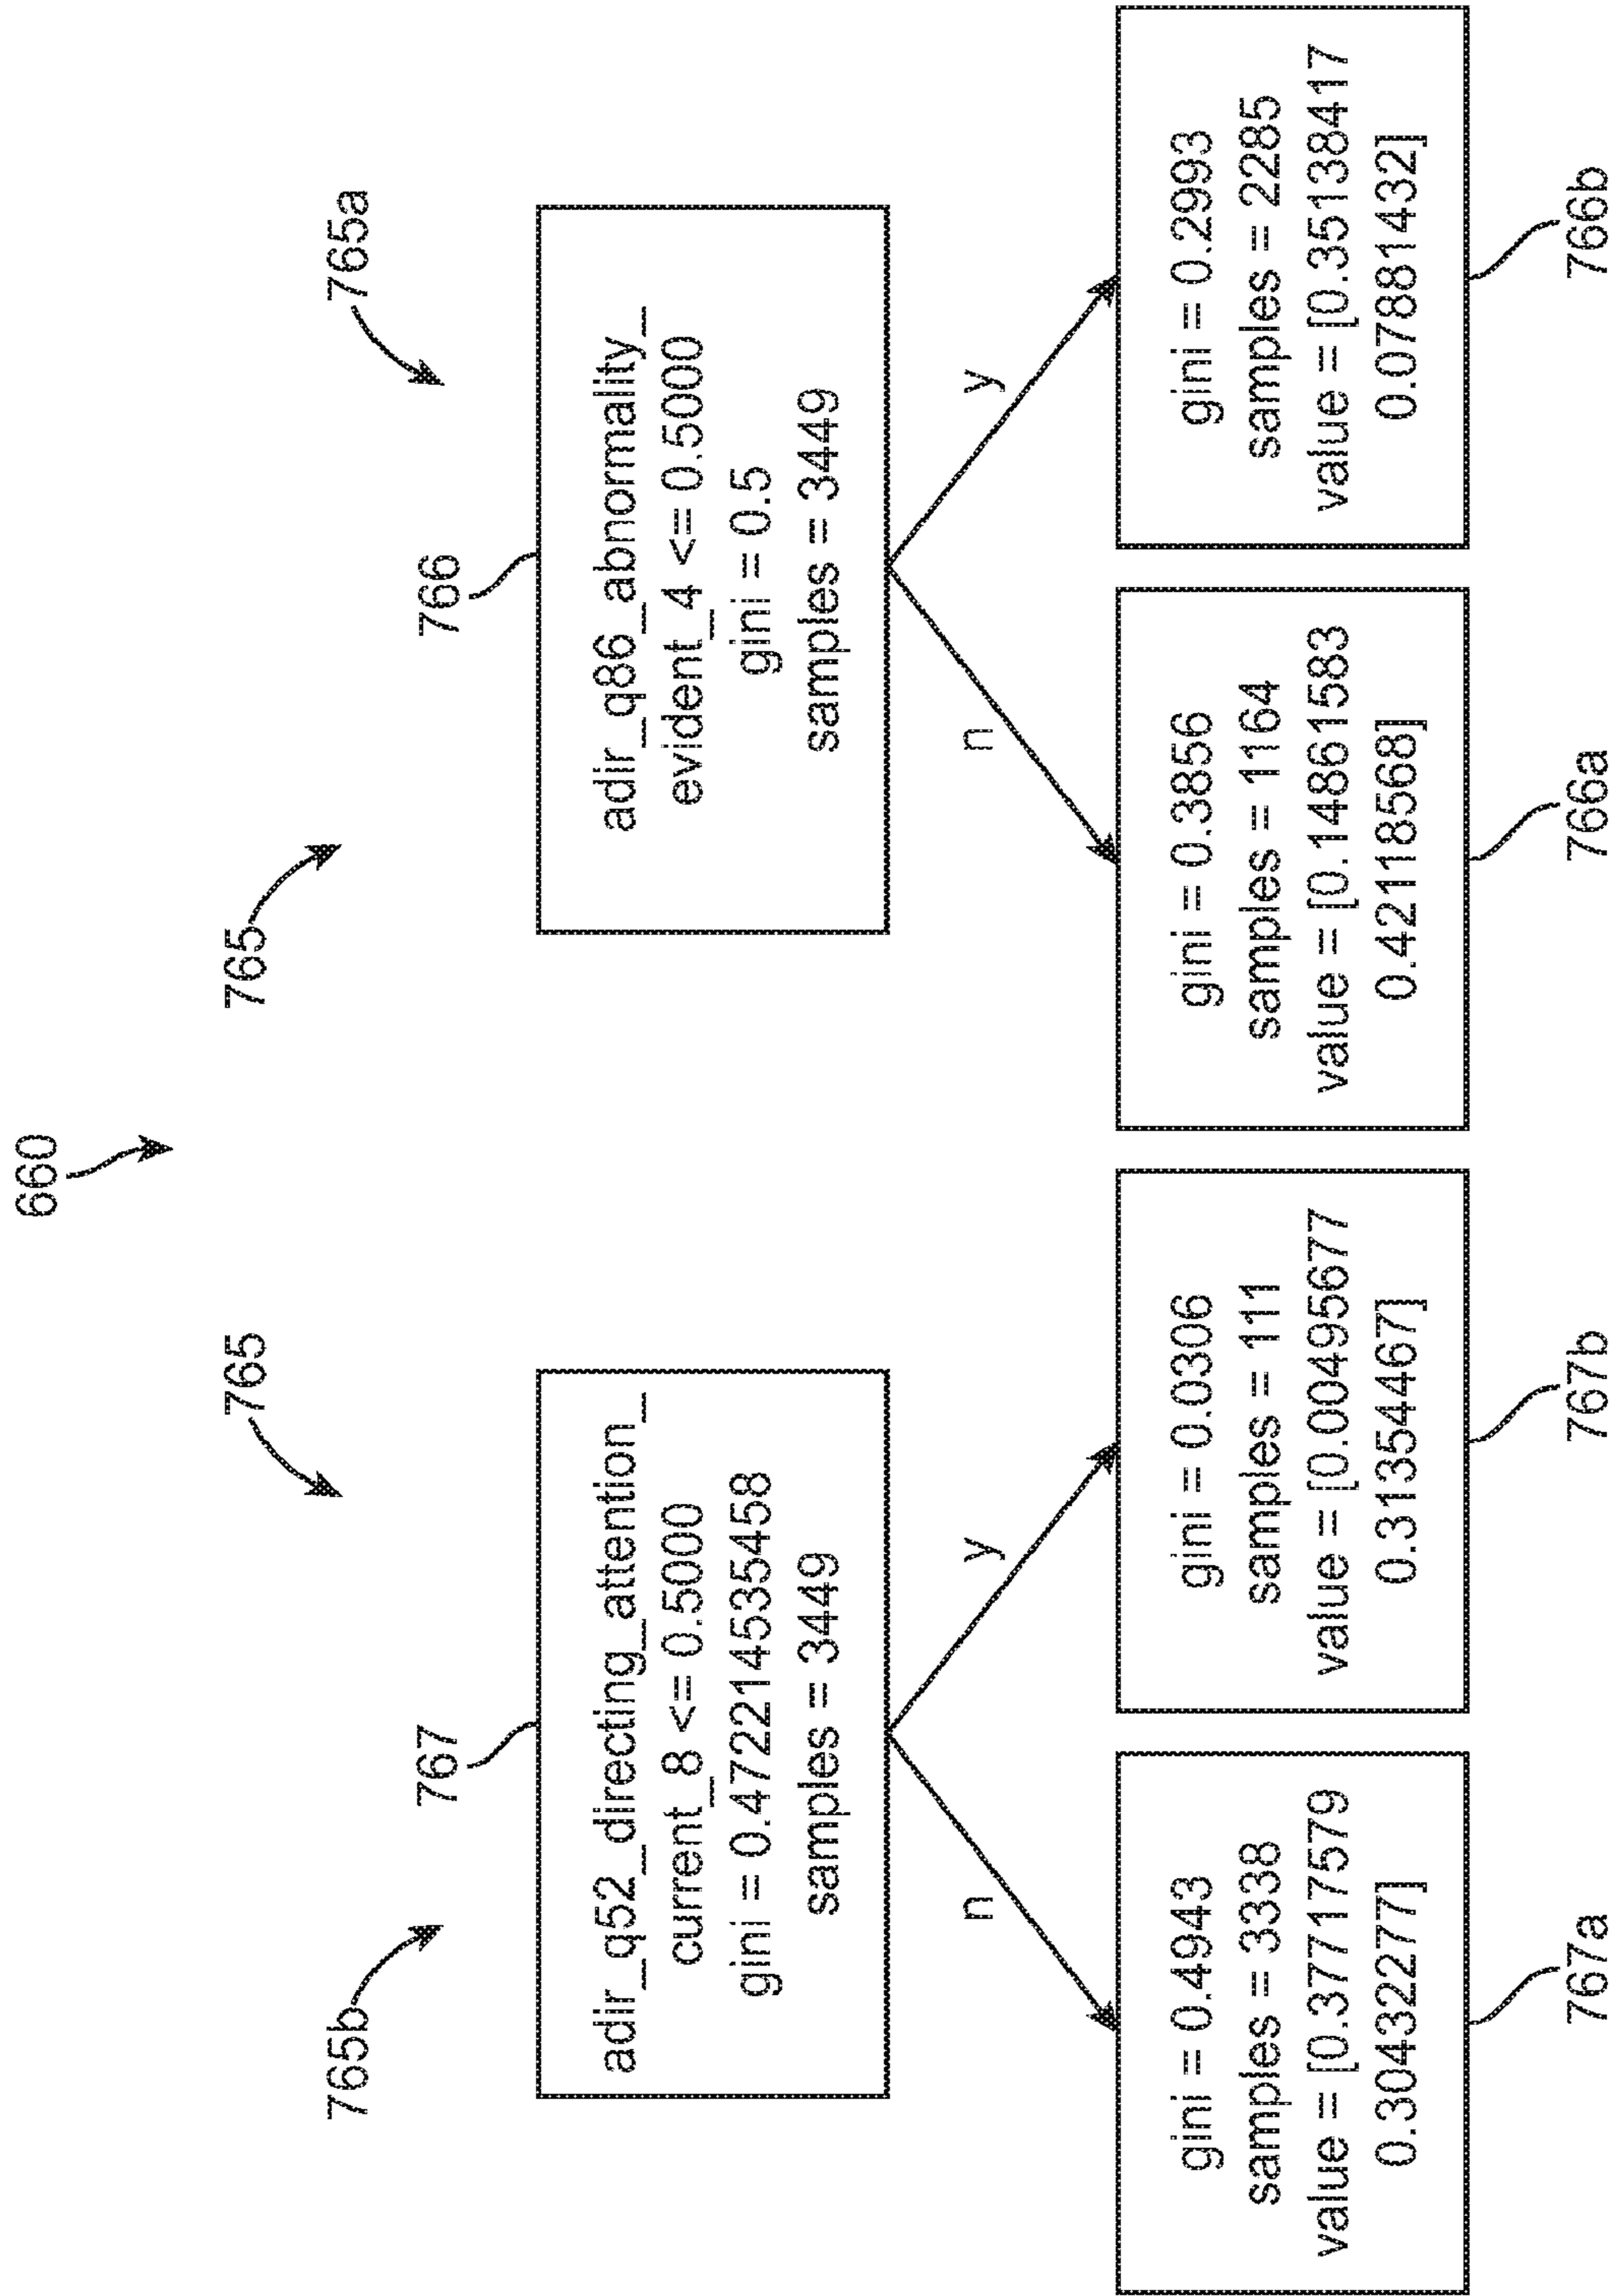 660
765
765
765b
765a
767
766
adir_q52_directing_attention_
current_8 <= 0.5000
gini = 0.47221453535458
samples = 3449
adir_q86_abnormality_
evident_4 <= 0.5000
gini = 0.5
samples = 3449
n
y
n
y
gini = 0.4943
samples = 3338
value = [0.37717579
0.30432277]
gini = 0.0306
samples = 111
value = [0.00495677
0.31354467]
gini = 0.3856
samples = 1164
value = [0.14861583
0.42118568]
gini = 0.2993
samples = 2285
value = [0.35138417
0.07881432]
767a
767b
766a
766b